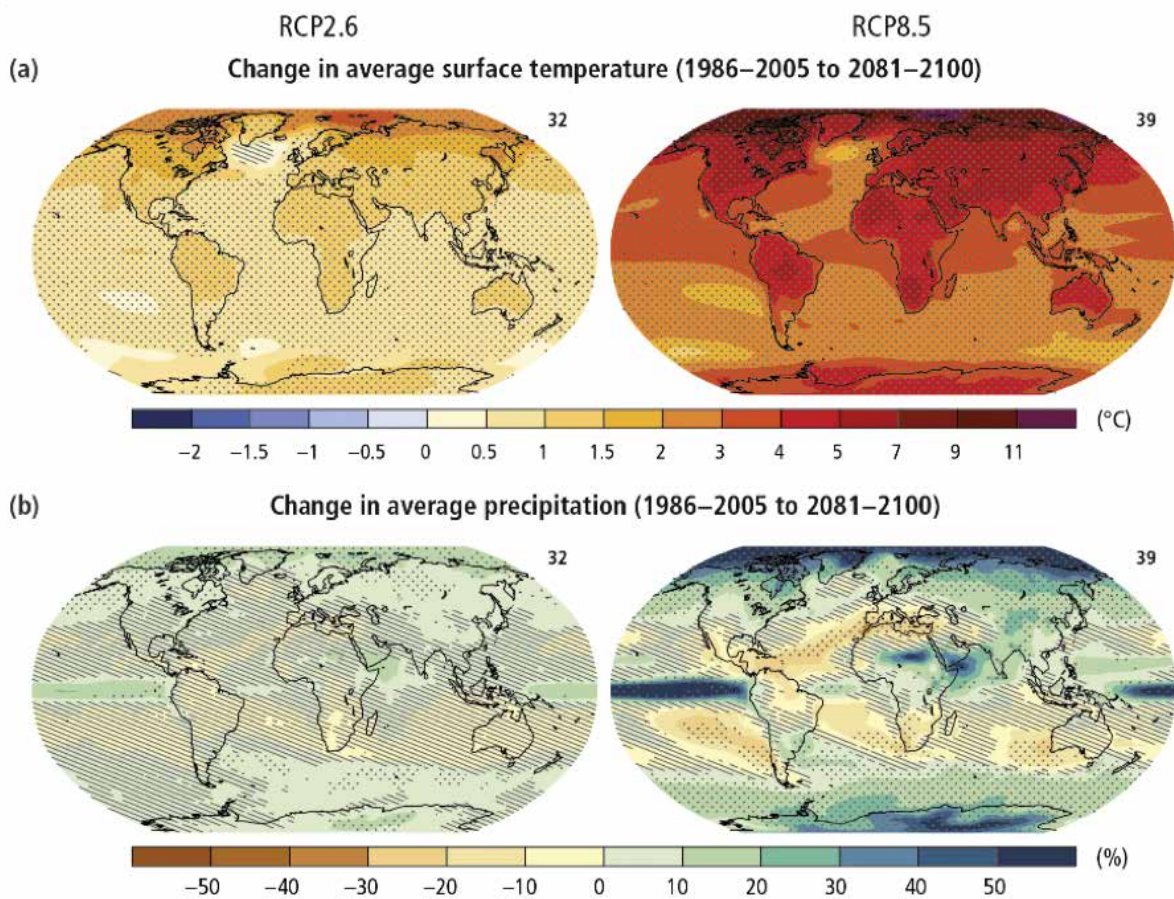 RCP2.6 RCP8.5
(a) Change in average surface temperature (1986–2005 to 2081–2100)
32 39
(°C)
−2 −1.5 −1 −0.5 0 0.5 1 1.5 2 3 4 5 7 9 11
(b) Change in average precipitation (1986–2005 to 2081–2100)
32 39
(%)
−50 −40 −30 −20 −10 0 10 20 30 40 50